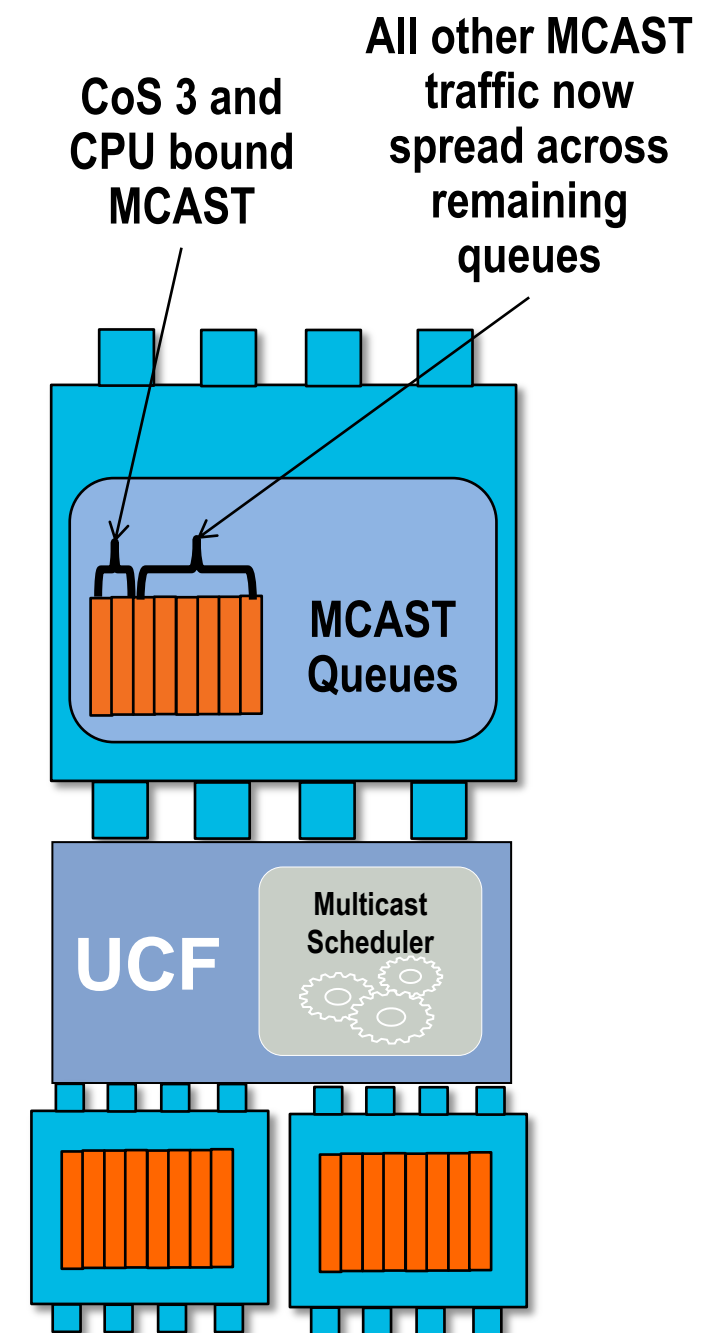 CoS 3 and
CPU bound
MCAST
All other MCAST
traffic now
spread across
remaining
queues
MCAST
Queues
UCF
Multicast
Scheduler